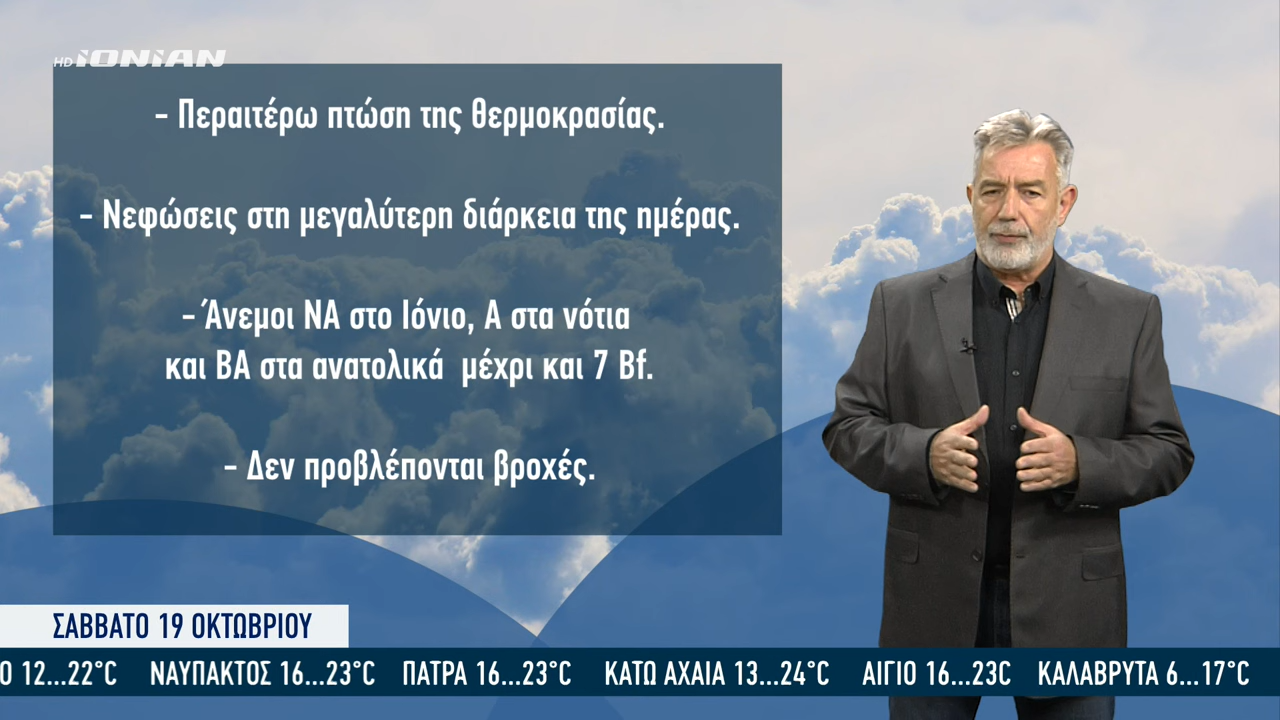 HD IONIAN
- Περαιτέρω πτώση της θερμοκρασίας.
- Νεφώσεις στη μεγαλύτερη διάρκεια της ημέρας.
- Άνεμοι ΝΑ στο Ιόνιο, Α στα νότια
και ΒΑ στα ανατολικά μέχρι και 7 Bf.
- Δεν προβλέπονται βροχές.
ΣΑΒΒΑΤΟ 19 ΟΚΤΩΒΡΙΟΥ
12...22°C ΝΑΥΠΑΚΤΟΣ 16...23°C ΠΑΤΡΑ 16...23°C ΚΑΤΩ ΑΧΑΙΑ 13...24°C ΑΙΓΙΟ 16...23C ΚΑΛΑΒΡΥΤΑ 6...17°C